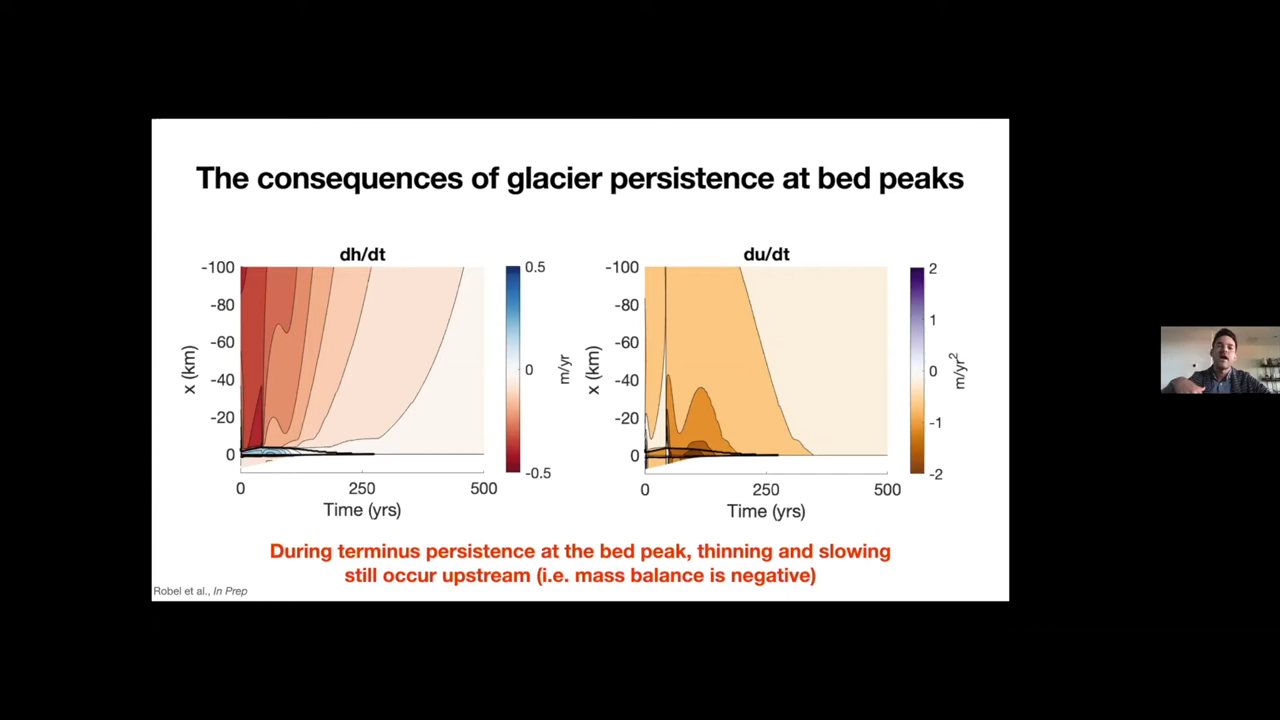 The consequences of glacier persistence at bed peaks
dh/dt
-100
-80
-60
-40
-20
0
x (km)
0
250
500
Time (yrs)
0.5
0
-0.5
m/yr
du/dt
-100
-80
-60
-40
-20
0
x (km)
0
250
500
Time (yrs)
2
1
0
-1
-2
m/yr²
During terminus persistence at the bed peak, thinning and slowing
still occur upstream (i.e. mass balance is negative)
Robel et al., In Prep